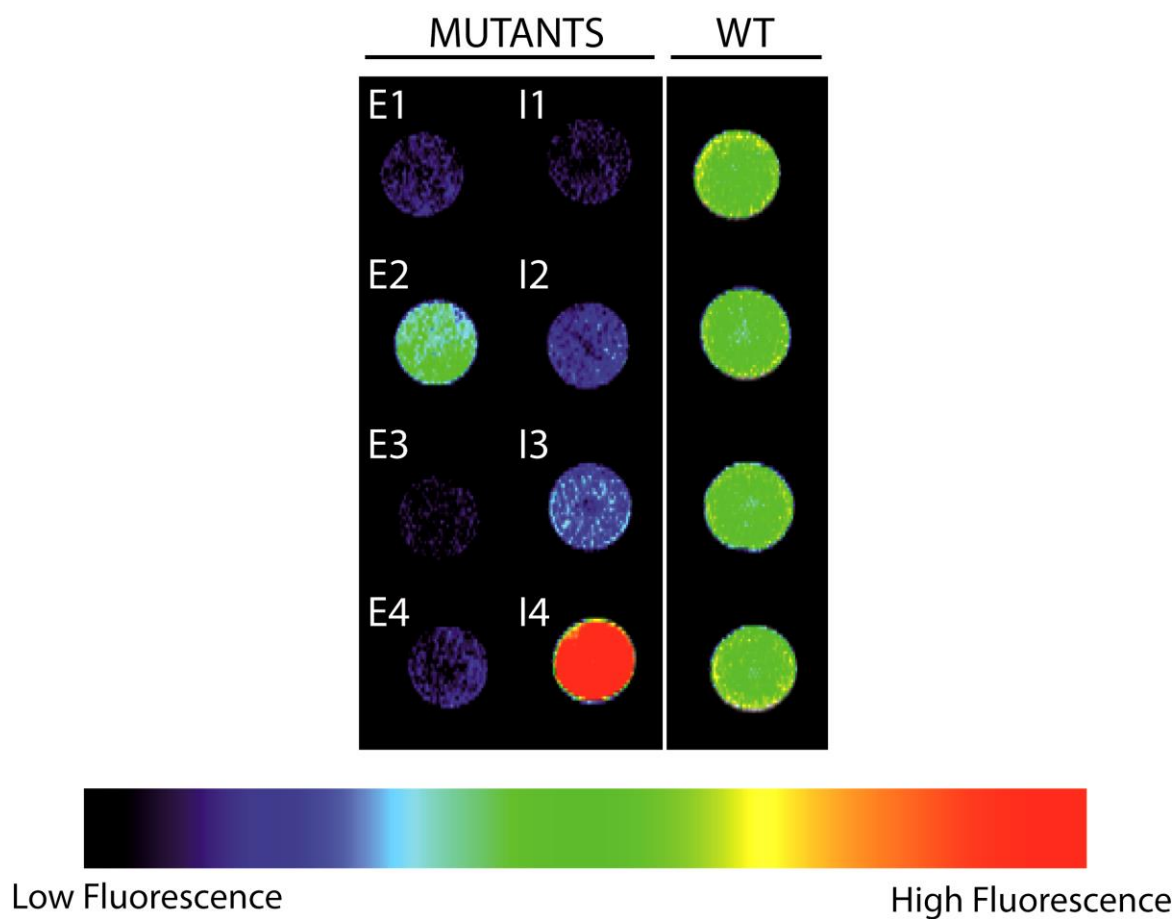 MUTANTS WT
E1 I1
E2 I2
E3 I3
E4 I4
Low Fluorescence High Fluorescence